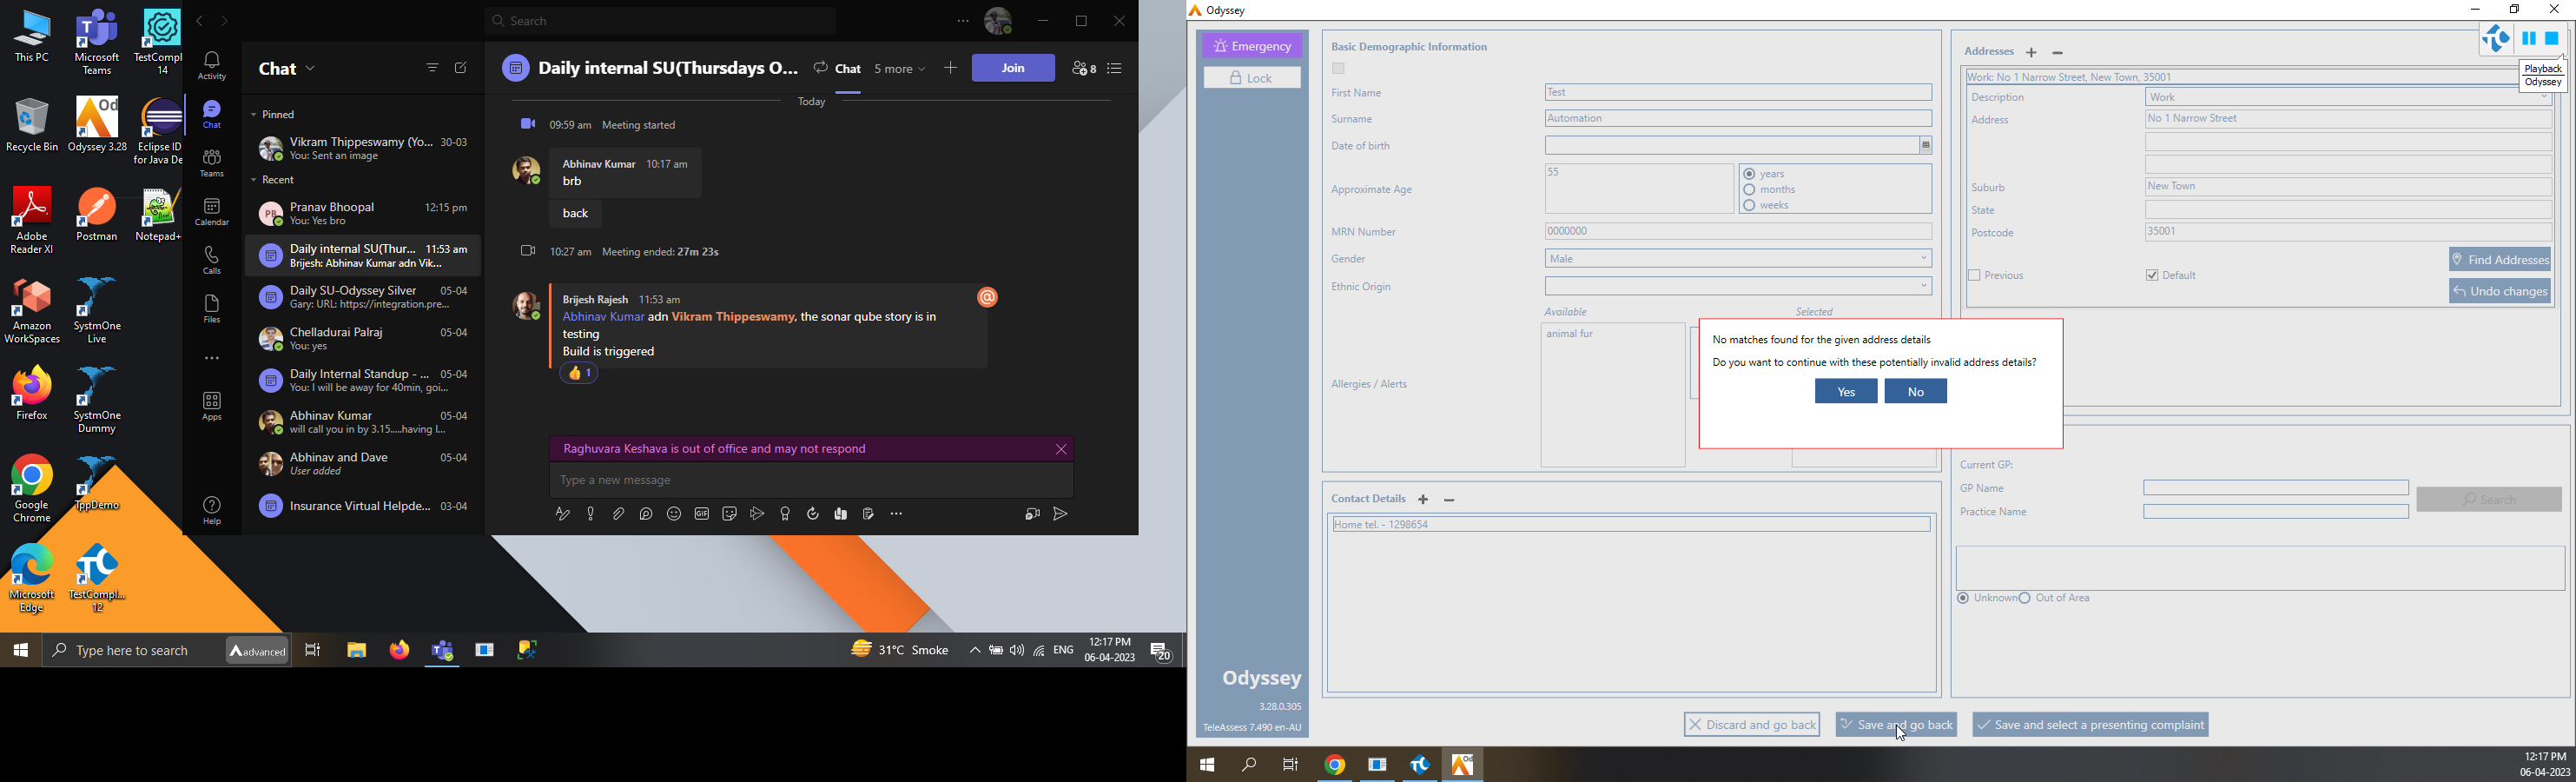 This PC
Microsoft Teams
TestCompl... 14
Recycle Bin
Odyssey 3.28
Eclipse ID for Java De
Adobe Reader XI
Postman
Notepad+
Amazon WorkSpaces
SystmOne Live
Firefox
SystmOne Dummy
Google Chrome
TppDemo
Microsoft Edge
TestCompl... 12
Search
Activity
Chat
Teams
Calendar
Calls
Files
Apps
Help
Chat
Pinned
Vikram Thippeswamy (Yo... 30-03
You: Sent an image
Recent
PB
Pranav Bhoopal 12:15 pm
You: Yes bro
Daily internal SU(Thur... 11:53 am
Brijesh: Abhinav Kumar adn Vik...
Daily SU-Odyssey Silver 05-04
Gary: URL: https://integration.pre...
Chelladurai Palraj 05-04
You: yes
Daily Internal Standup - ... 05-04
You: I will be away for 40min, goi...
Abhinav Kumar 05-04
will call you in by 3.15.....having l...
Abhinav and Dave 05-04
User added
Insurance Virtual Helpde... 03-04
Daily internal SU(Thursdays O... Chat 5 more Join 8
Today
09:59 am Meeting started
Abhinav Kumar 10:17 am
brb
back
10:27 am Meeting ended: 27m 23s
Brijesh Rajesh 11:53 am
@
Abhinav Kumar adn Vikram Thippeswamy, the sonar qube story is in
testing
Build is triggered
👍 1
Raghuvara Keshava is out of office and may not respond
Type a new message
GIF
Type here to search
advanced
31°C Smoke
ENG
12:17 PM
06-04-2023
20
Odyssey
Emergency
Lock
Odyssey
3.28.0.305
TeleAssess 7.490 en-AU
Basic Demographic Information
First Name Test
Surname Automation
Date of birth
Approximate Age 55
years
months
weeks
MRN Number 0000000
Gender Male
Ethnic Origin
Available Selected
animal fur
Allergies / Alerts
Contact Details + −
Home tel. - 1298654
Addresses + −
Playback
Odyssey
Work: No 1 Narrow Street, New Town, 35001
Description Work
Address No 1 Narrow Street
Suburb New Town
State
Postcode 35001
Find Addresses
Previous Default
Undo changes
No matches found for the given address details
Do you want to continue with these potentially invalid address details?
Yes No
Current GP:
GP Name
Search
Practice Name
Unknown Out of Area
Discard and go back
Save and go back
Save and select a presenting complaint
Od
12:17 PM
06-04-2023